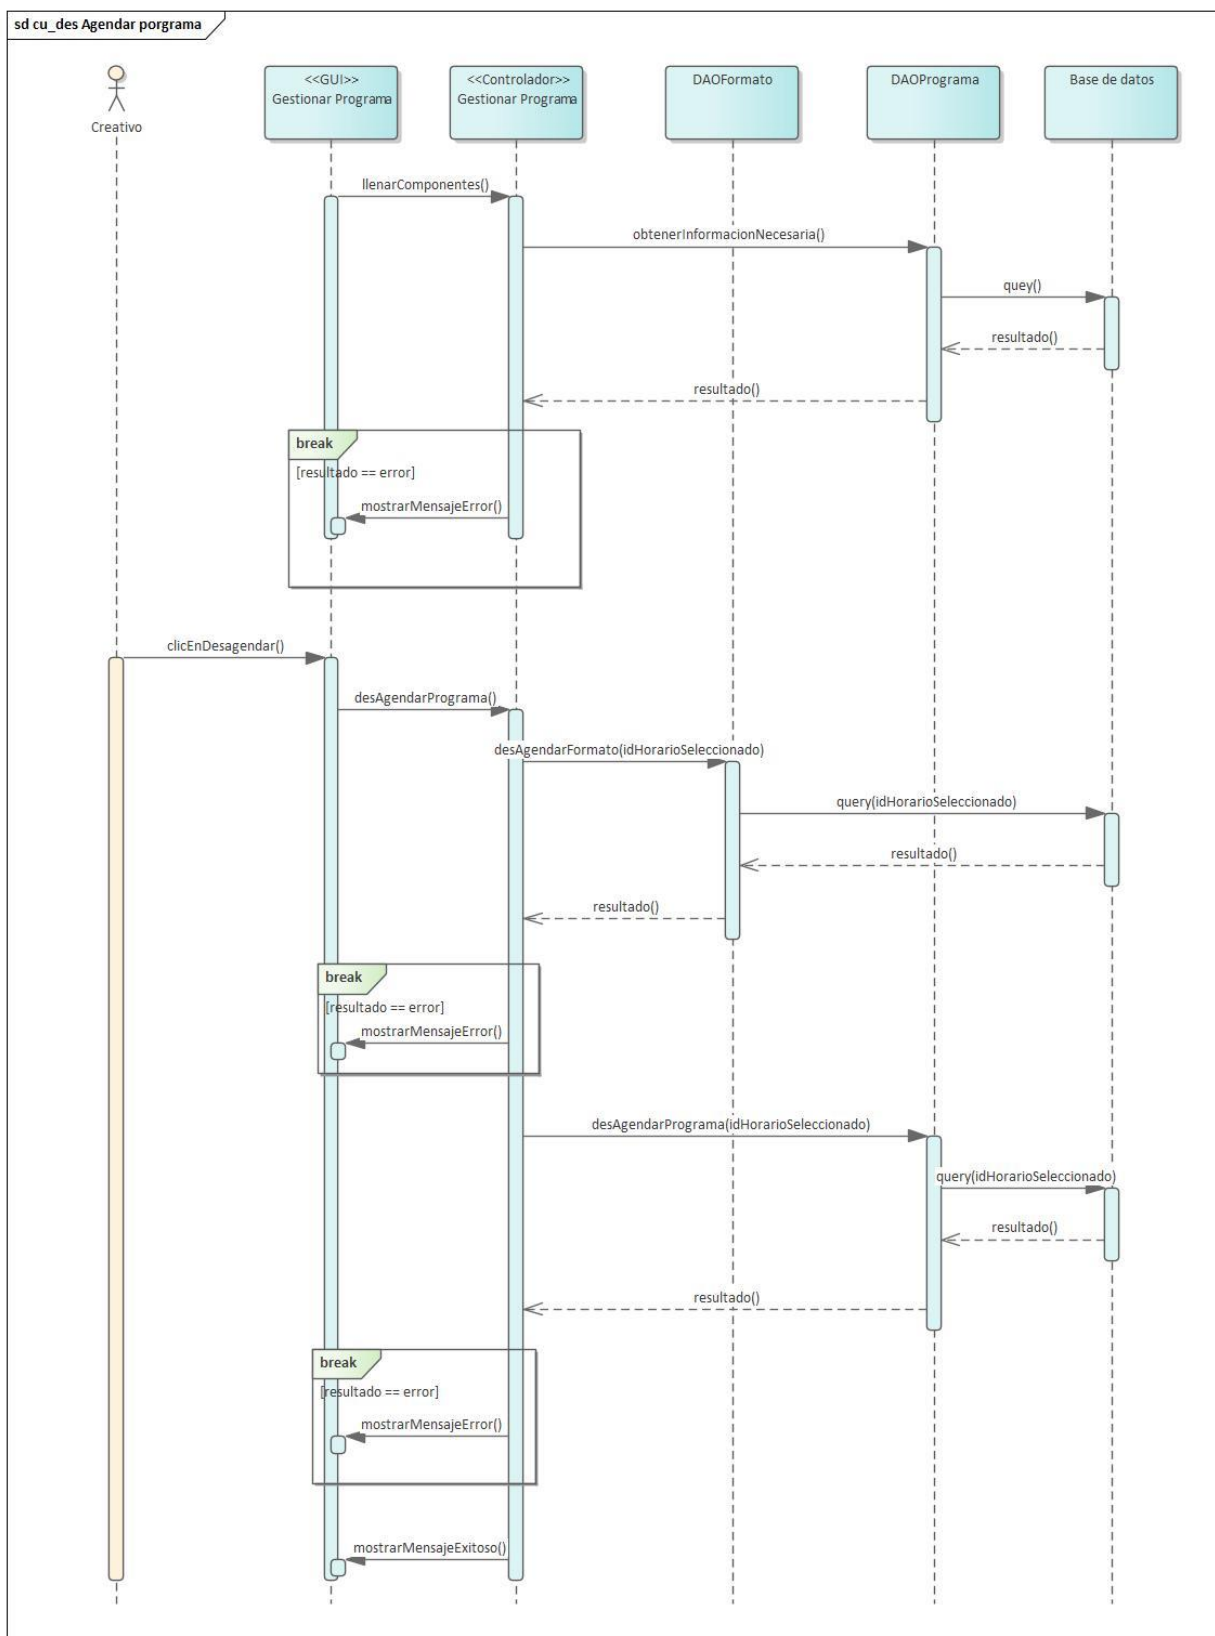 sd cu_des Agendar porgrama
Creativo
<<GUI>>
Gestionar Programa
<<Controlador>>
Gestionar Programa
DAOFormato
DAOPrograma
Base de datos
llenarComponentes()
obtenerInformacionNecesaria()
quey()
resultado()
resultado()
break
[resultado == error]
mostrarMensajeError()
clicEnDesagendar()
desAgendarPrograma()
desAgendarFormato(idHorarioSeleccionado)
query(idHorarioSeleccionado)
resultado()
resultado()
break
[resultado == error]
mostrarMensajeError()
desAgendarPrograma(idHorarioSeleccionado)
query(idHorarioSeleccionado)
resultado()
resultado()
break
[resultado == error]
mostrarMensajeError()
mostrarMensajeExitoso()